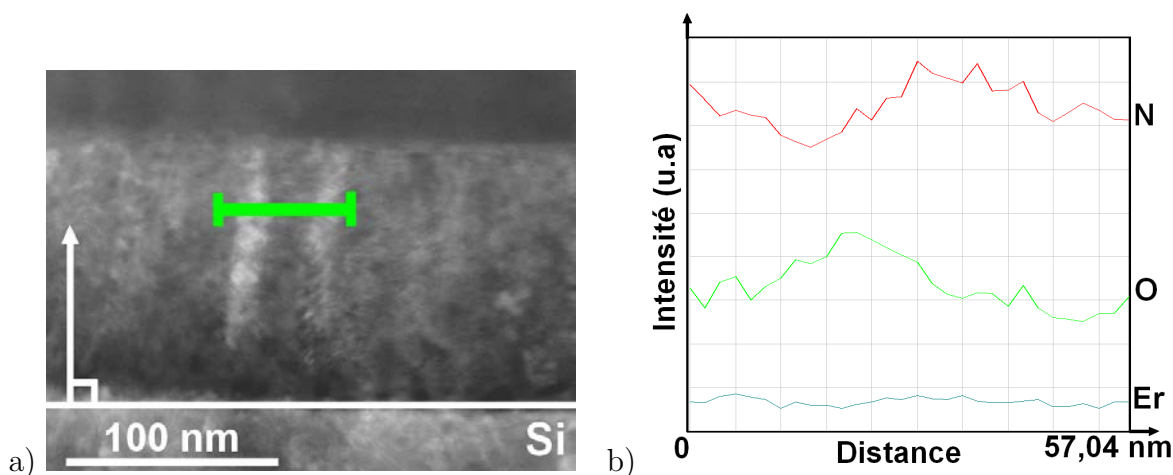 a)
100 nm
Si
b)
Intensité (u.a)
N
O
Er
0
Distance
57,04 nm